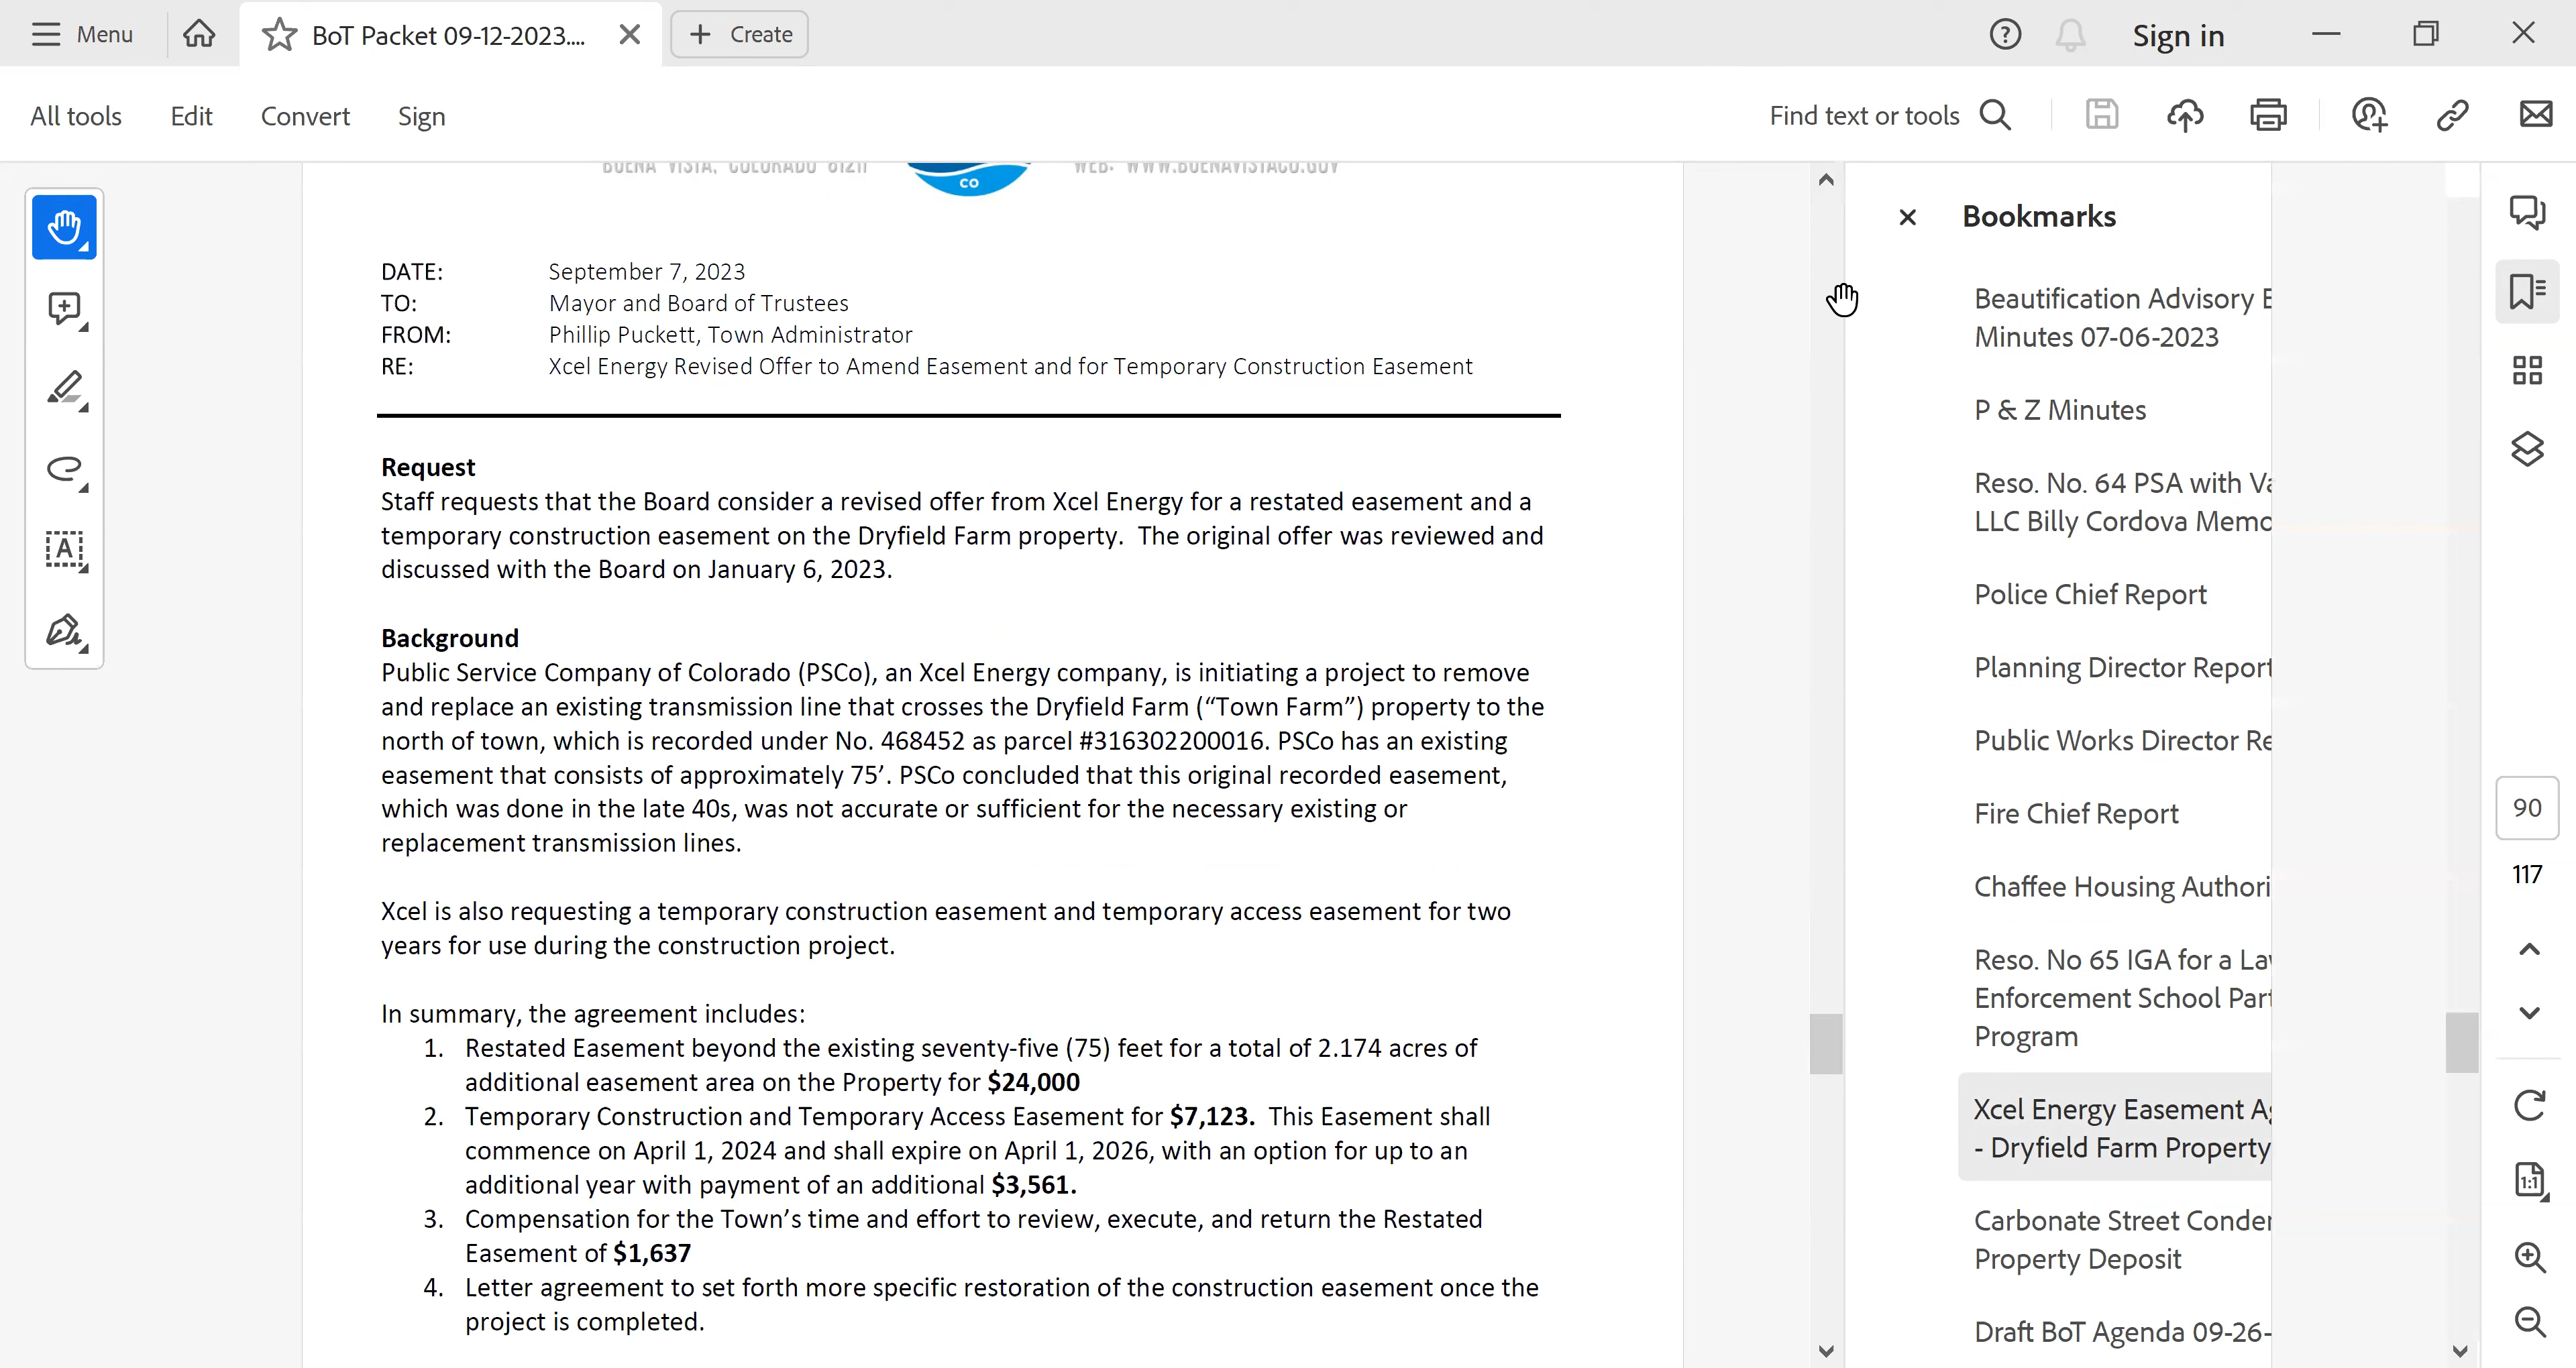 Menu
BoT Packet 09-12-2023....
Create
Sign in
All tools
Edit
Convert
Sign
Find text or tools
BUENA VISTA, COLORADO 81211
CO
WEB: WWW.BUENAVISTACO.GOV
DATE: September 7, 2023
TO: Mayor and Board of Trustees
FROM: Phillip Puckett, Town Administrator
RE: Xcel Energy Revised Offer to Amend Easement and for Temporary Construction Easement
Request
Staff requests that the Board consider a revised offer from Xcel Energy for a restated easement and a
temporary construction easement on the Dryfield Farm property. The original offer was reviewed and
discussed with the Board on January 6, 2023.
Background
Public Service Company of Colorado (PSCo), an Xcel Energy company, is initiating a project to remove
and replace an existing transmission line that crosses the Dryfield Farm (“Town Farm”) property to the
north of town, which is recorded under No. 468452 as parcel #316302200016. PSCo has an existing
easement that consists of approximately 75’. PSCo concluded that this original recorded easement,
which was done in the late 40s, was not accurate or sufficient for the necessary existing or
replacement transmission lines.
Xcel is also requesting a temporary construction easement and temporary access easement for two
years for use during the construction project.
In summary, the agreement includes:
1. Restated Easement beyond the existing seventy-five (75) feet for a total of 2.174 acres of
additional easement area on the Property for $24,000
2. Temporary Construction and Temporary Access Easement for $7,123. This Easement shall
commence on April 1, 2024 and shall expire on April 1, 2026, with an option for up to an
additional year with payment of an additional $3,561.
3. Compensation for the Town’s time and effort to review, execute, and return the Restated
Easement of $1,637
4. Letter agreement to set forth more specific restoration of the construction easement once the
project is completed.
Bookmarks
Beautification Advisory
Minutes 07-06-2023
P & Z Minutes
Reso. No. 64 PSA with
LLC Billy Cordova Memo
Police Chief Report
Planning Director Report
Public Works Director Re
Fire Chief Report
Chaffee Housing Authori
Reso. No 65 IGA for a La
Enforcement School Part
Program
Xcel Energy Easement
- Dryfield Farm Property
Carbonate Street Conde
Property Deposit
Draft BoT Agenda 09-26-
90
117
1:1